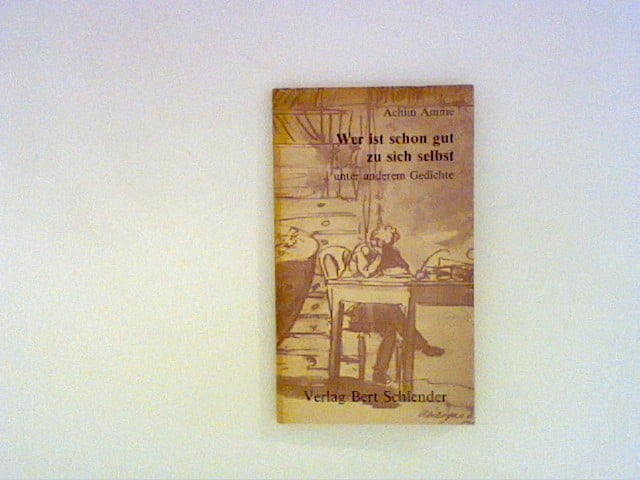 Achim Amme
Wer ist schon gut
zu sich selbst
unter anderem Gedichte
Verlag Bert Schlender